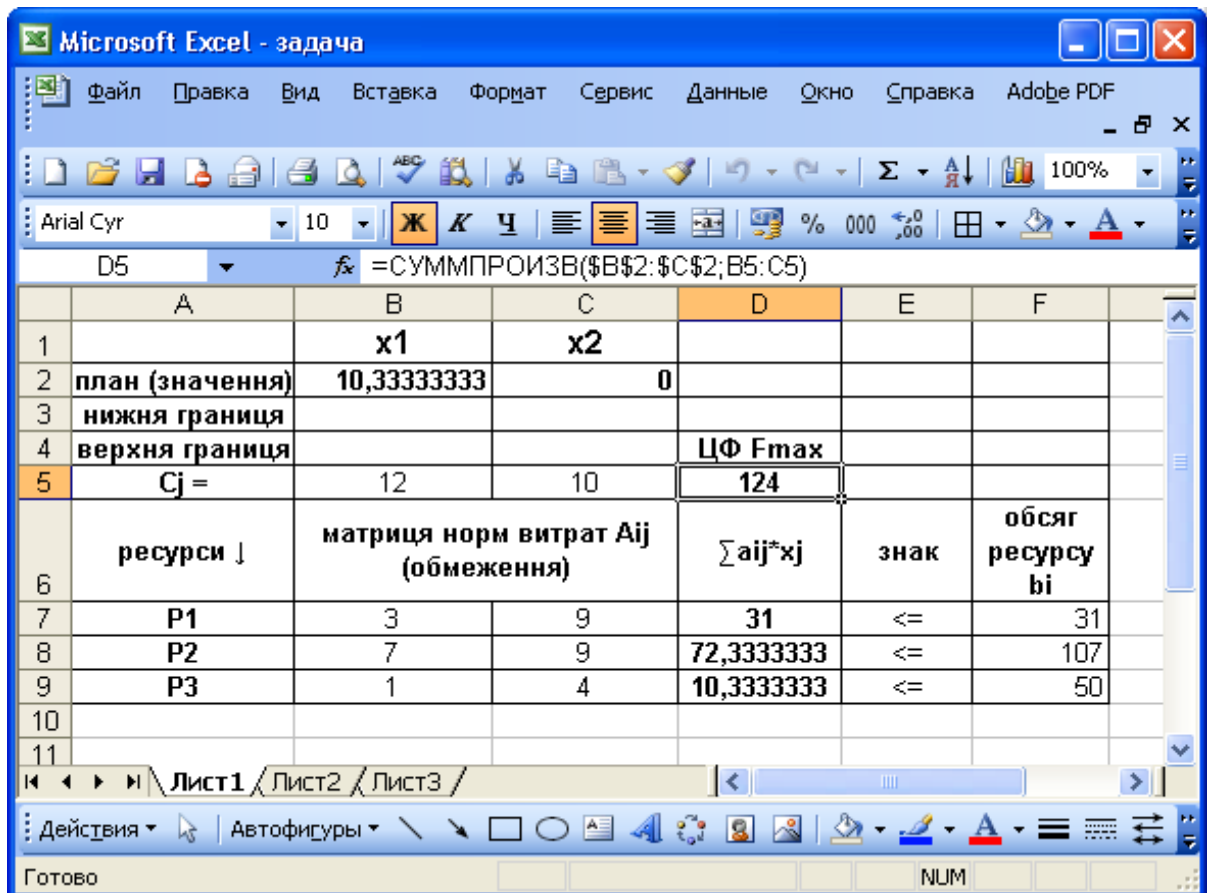 Microsoft Excel - задача
Файл Правка Вид Вставка Формат Сервис Данные Окно Справка Adobe PDF
100%
Arial Cyr 10 Ж К Ч % 000
D5 fx =СУММПРОИЗВ($B$2:$C$2;B5:C5)
A B C D E F
1 x1 x2
2 план (значення) 10,33333333 0
3 нижня границя
4 верхня границя ЦФ Fmax
5 Cj = 12 10 124
6 ресурси ↓ матриця норм витрат Aij (обмеження) ∑aij*xj знак обсяг ресурсу bi
7 P1 3 9 31 <= 31
8 P2 7 9 72,3333333 <= 107
9 P3 1 4 10,3333333 <= 50
10
11
Лист1 Лист2 Лист3
Действия Автофигуры
Готово NUM